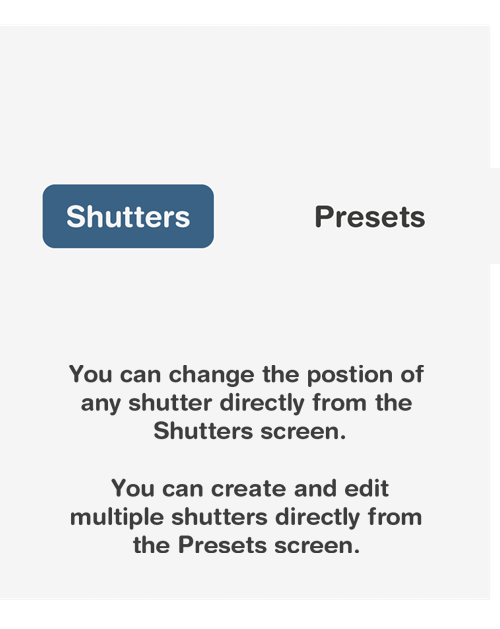 Shutters
Presets
You can change the postion of
any shutter directly from the
Shutters screen.
You can create and edit
multiple shutters directly from
the Presets screen.